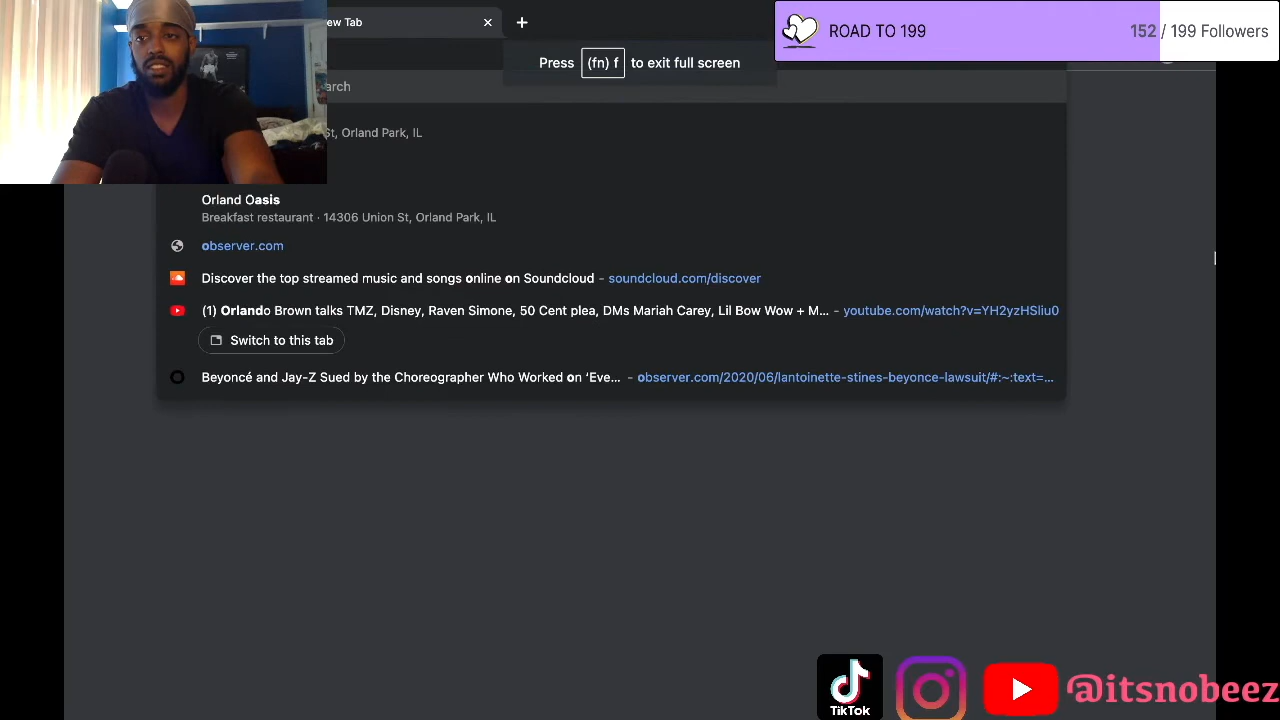 ew Tab
ROAD TO 199
152 / 199 Followers
Press (fn) f to exit full screen
arch
St, Orland Park, IL
Orland Oasis
Breakfast restaurant · 14306 Union St, Orland Park, IL
observer.com
Discover the top streamed music and songs online on Soundcloud - soundcloud.com/discover
(1) Orlando Brown talks TMZ, Disney, Raven Simone, 50 Cent plea, DMs Mariah Carey, Lil Bow Wow + M... - youtube.com/watch?v=YH2yzHSliu0
Switch to this tab
Beyoncé and Jay-Z Sued by the Choreographer Who Worked on ‘Eve... - observer.com/2020/06/lantoinette-stines-beyonce-lawsuit/#:~:text=...
TikTok
@itsnobeez